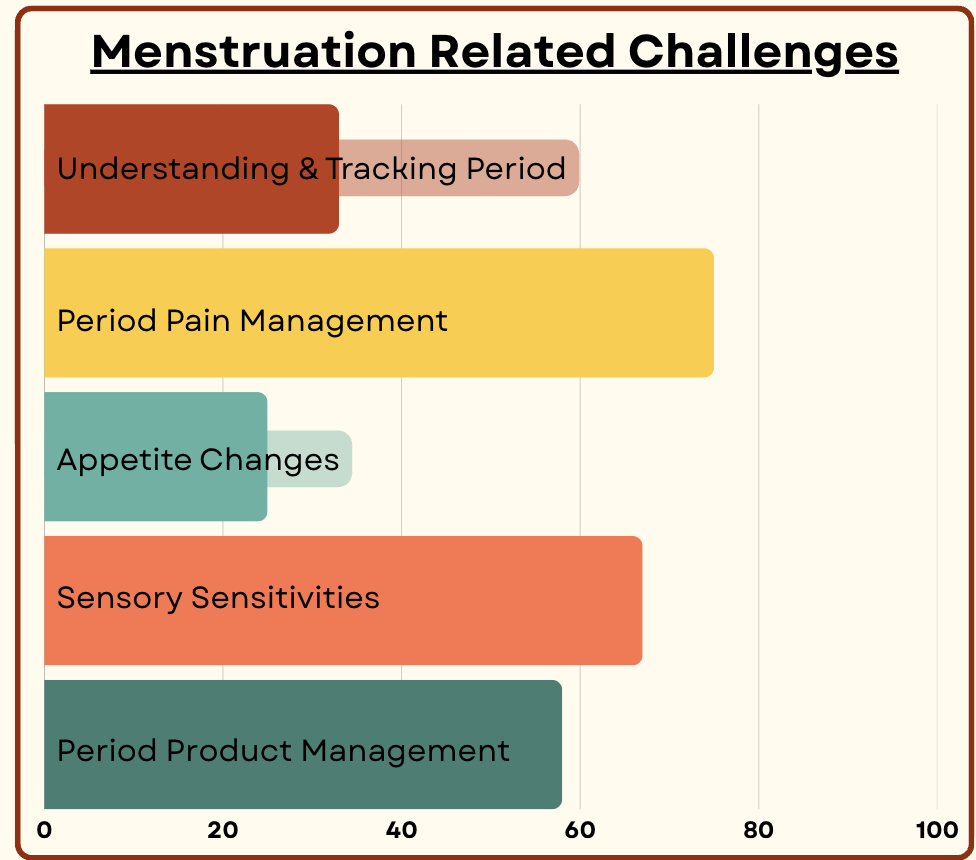 Menstruation Related Challenges
Understanding & Tracking Period
Period Pain Management
Appetite Changes
Sensory Sensitivities
Period Product Management
0 20 40 60 80 100